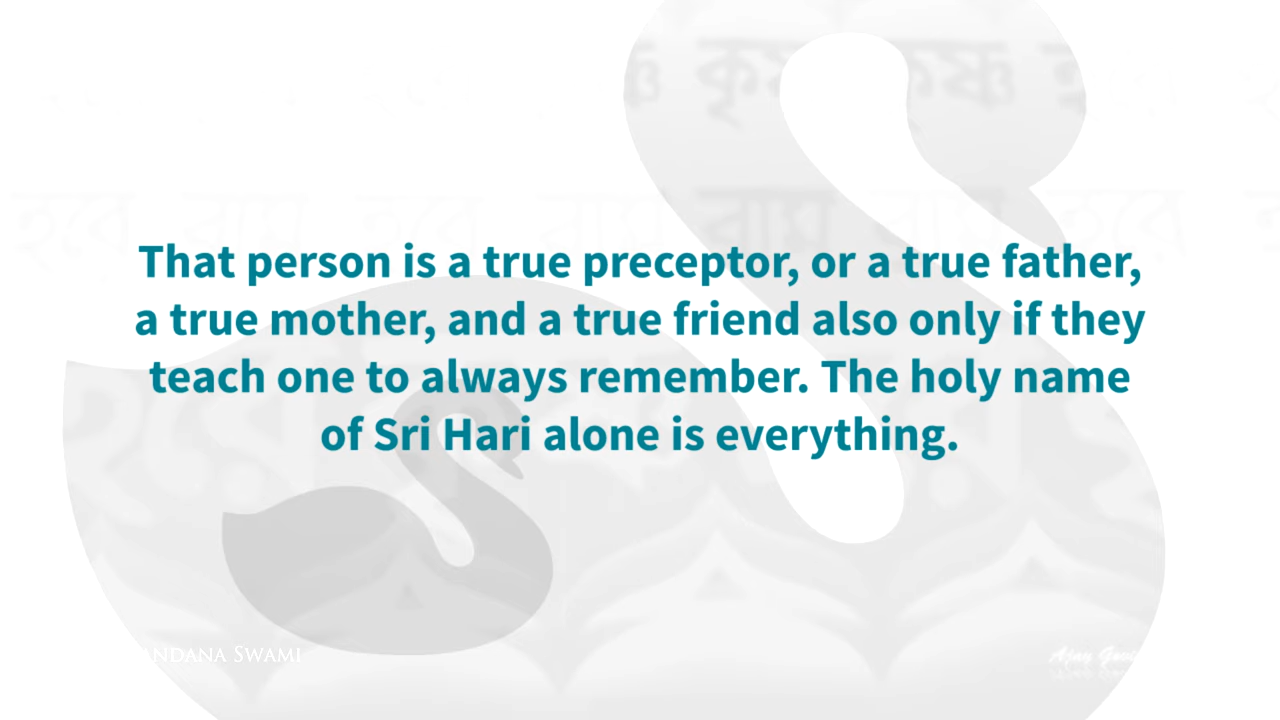 কৃষ্ণ
That person is a true preceptor, or a true father,
a true mother, and a true friend also only if they
teach one to always remember. The holy name
of Sri Hari alone is everything.
SWAMI